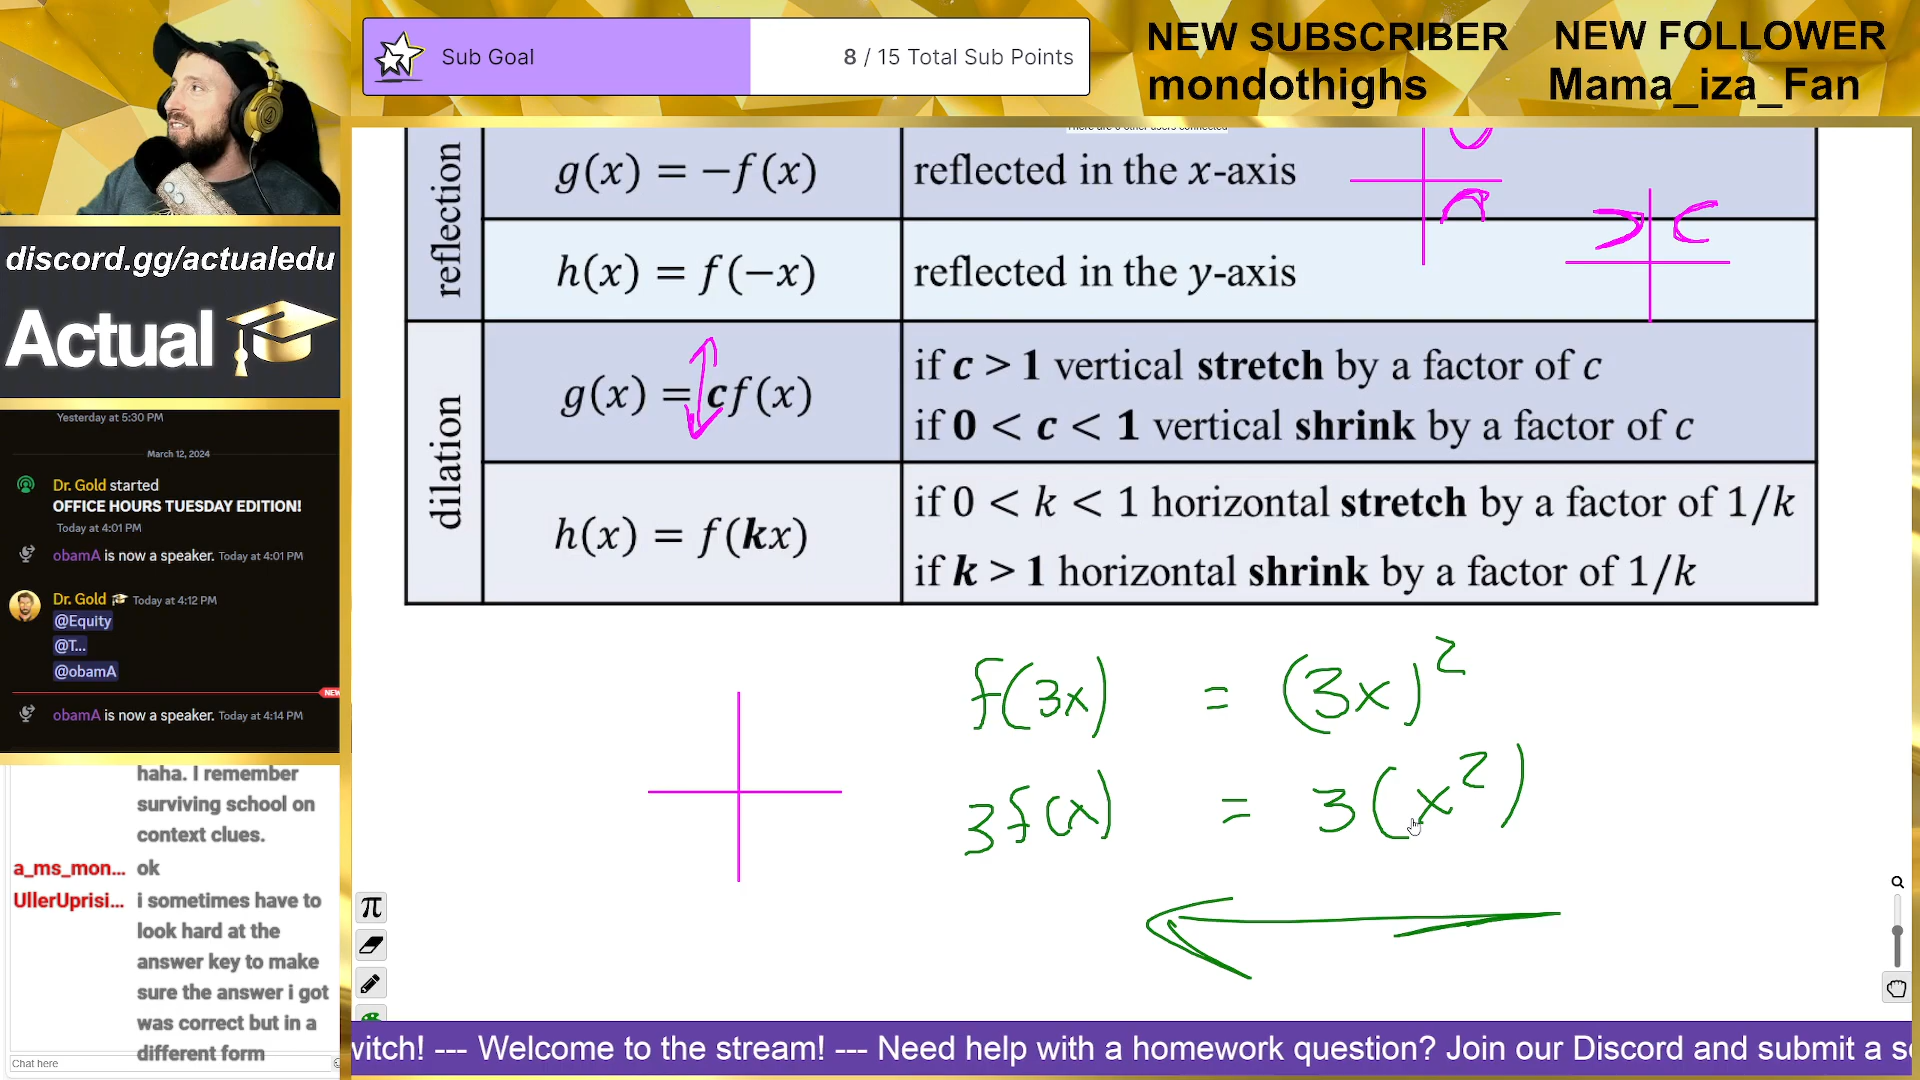 Sub Goal
8 / 15 Total Sub Points
NEW SUBSCRIBER
mondothighs
NEW FOLLOWER
Mama_iza_Fan
discord.gg/actualedu
Actual
Yesterday at 5:30 PM
March 12, 2024
Dr. Gold started
OFFICE HOURS TUESDAY EDITION!
Today at 4:01 PM
obamA is now a speaker. Today at 4:01 PM
Dr. Gold Today at 4:12 PM
@Equity
@T...
@obamA
NEW
obamA is now a speaker. Today at 4:14 PM
haha. I remember
surviving school on
context clues.
a_ms_mon... ok
UllerUprisi... i sometimes have to
look hard at the
answer key to make
sure the answer i got
was correct but in a
different form
Chat here
reflection
g(x) = −f(x)
reflected in the x-axis
h(x) = f(−x)
reflected in the y-axis
dilation
g(x) = cf(x)
if c > 1 vertical stretch by a factor of c
if 0 < c < 1 vertical shrink by a factor of c
h(x) = f(kx)
if 0 < k < 1 horizontal stretch by a factor of 1/k
if k > 1 horizontal shrink by a factor of 1/k
f(3x) = (3x)²
3f(x) = 3(x²)
π
witch! --- Welcome to the stream! --- Need help with a homework question? Join our Discord and submit a s